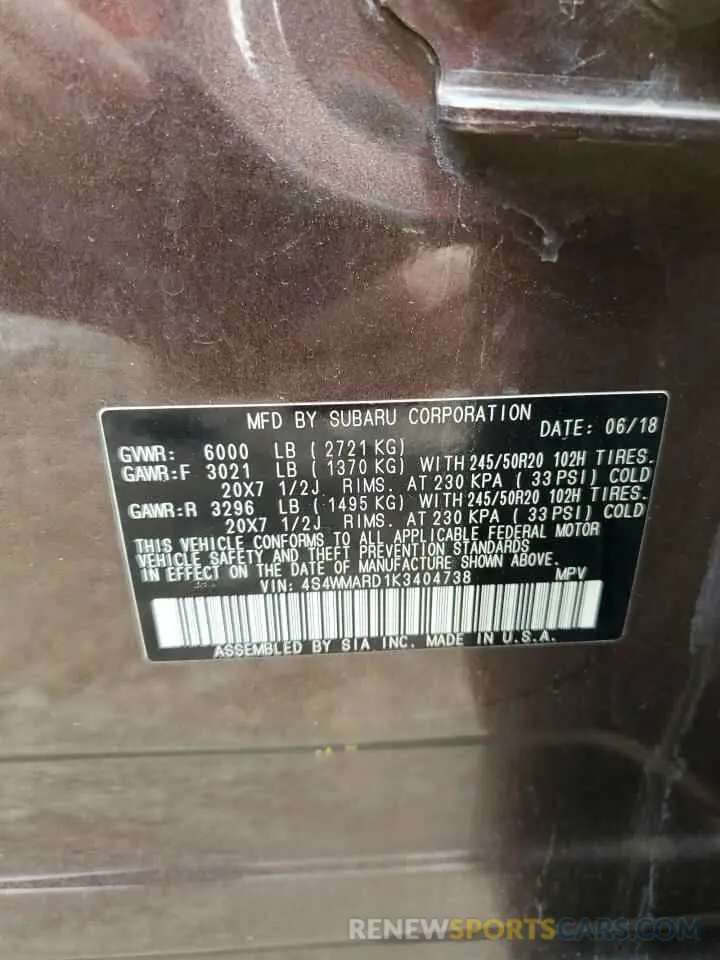 MFD BY SUBARU CORPORATION
DATE: 06/18
GVWR: 6000 LB ( 2721 KG)
GAWR:F 3021 LB ( 1370 KG) WITH 245/50R20 102H TIRES.
20X7 1/2J RIMS. AT 230 KPA ( 33 PSI) COLD
GAWR:R 3296 LB ( 1495 KG) WITH 245/50R20 102H TIRES.
20X7 1/2J RIMS. AT 230 KPA ( 33 PSI) COLD
THIS VEHICLE CONFORMS TO ALL APPLICABLE FEDERAL MOTOR
VEHICLE SAFETY AND THEFT PREVENTION STANDARDS
IN EFFECT ON THE DATE OF MANUFACTURE SHOWN ABOVE.
VIN: 4S4WMARD1K3404738 MPV
ASSEMBLED BY SIA INC. MADE IN U.S.A.
RENEWSPORTSCARS.COM